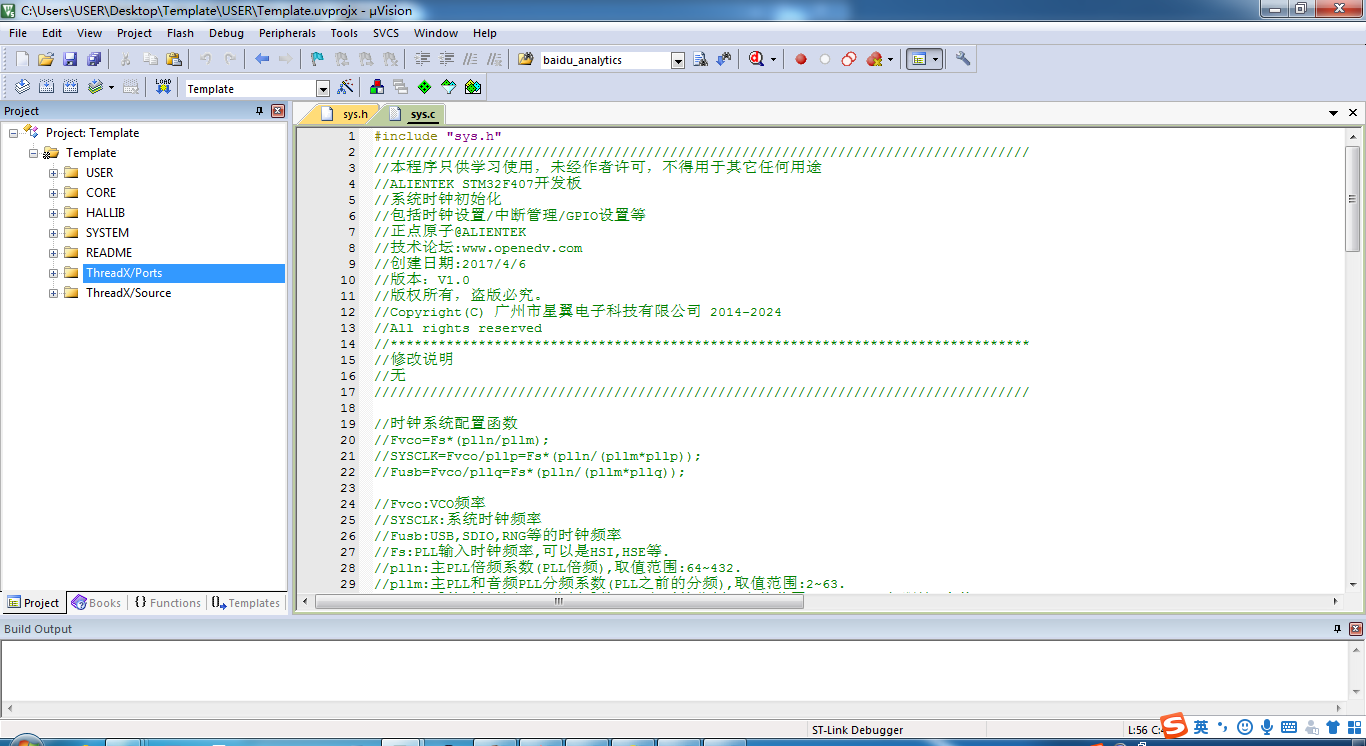 C:\Users\USER\Desktop\Template\USER\Template.uvprojx - µVision
File Edit View Project Flash Debug Peripherals Tools SVCS Window Help
baidu_analytics
LOAD
Template
Project
Project: Template
Template
USER
CORE
HALLIB
SYSTEM
README
ThreadX/Ports
ThreadX/Source
Project Books Functions Templates
sys.h sys.c
1 #include "sys.h"
2 //////////////////////////////////////////////////////////////////////////////////
3 //本程序只供学习使用，未经作者许可，不得用于其它任何用途
4 //ALIENTEK STM32F407开发板
5 //系统时钟初始化
6 //包括时钟设置/中断管理/GPIO设置等
7 //正点原子@ALIENTEK
8 //技术论坛:www.openedv.com
9 //创建日期:2017/4/6
10 //版本：V1.0
11 //版权所有，盗版必究。
12 //Copyright(C) 广州市星翼电子科技有限公司 2014-2024
13 //All rights reserved
14 //********************************************************************************
15 //修改说明
16 //无
17 //////////////////////////////////////////////////////////////////////////////////
18
19 //时钟系统配置函数
20 //Fvco=Fs*(plln/pllm);
21 //SYSCLK=Fvco/pllp=Fs*(plln/(pllm*pllp));
22 //Fusb=Fvco/pllq=Fs*(plln/(pllm*pllq));
23
24 //Fvco:VCO频率
25 //SYSCLK:系统时钟频率
26 //Fusb:USB,SDIO,RNG等的时钟频率
27 //Fs:PLL输入时钟频率,可以是HSI,HSE等.
28 //plln:主PLL倍频系数(PLL倍频),取值范围:64~432.
29 //pllm:主PLL和音频PLL分频系数(PLL之前的分频),取值范围:2~63.
Build Output
ST-Link Debugger
L:56 C:
英